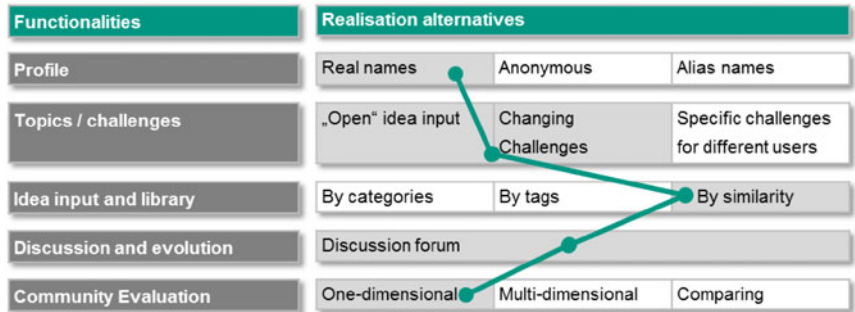 Functionalities
Realisation alternatives
Profile
Real names
Anonymous
Alias names
Topics / challenges
„Open“ idea input
Changing
Challenges
Specific challenges
for different users
Idea input and library
By categories
By tags
By similarity
Discussion and evolution
Discussion forum
Community Evaluation
One-dimensional
Multi-dimensional
Comparing